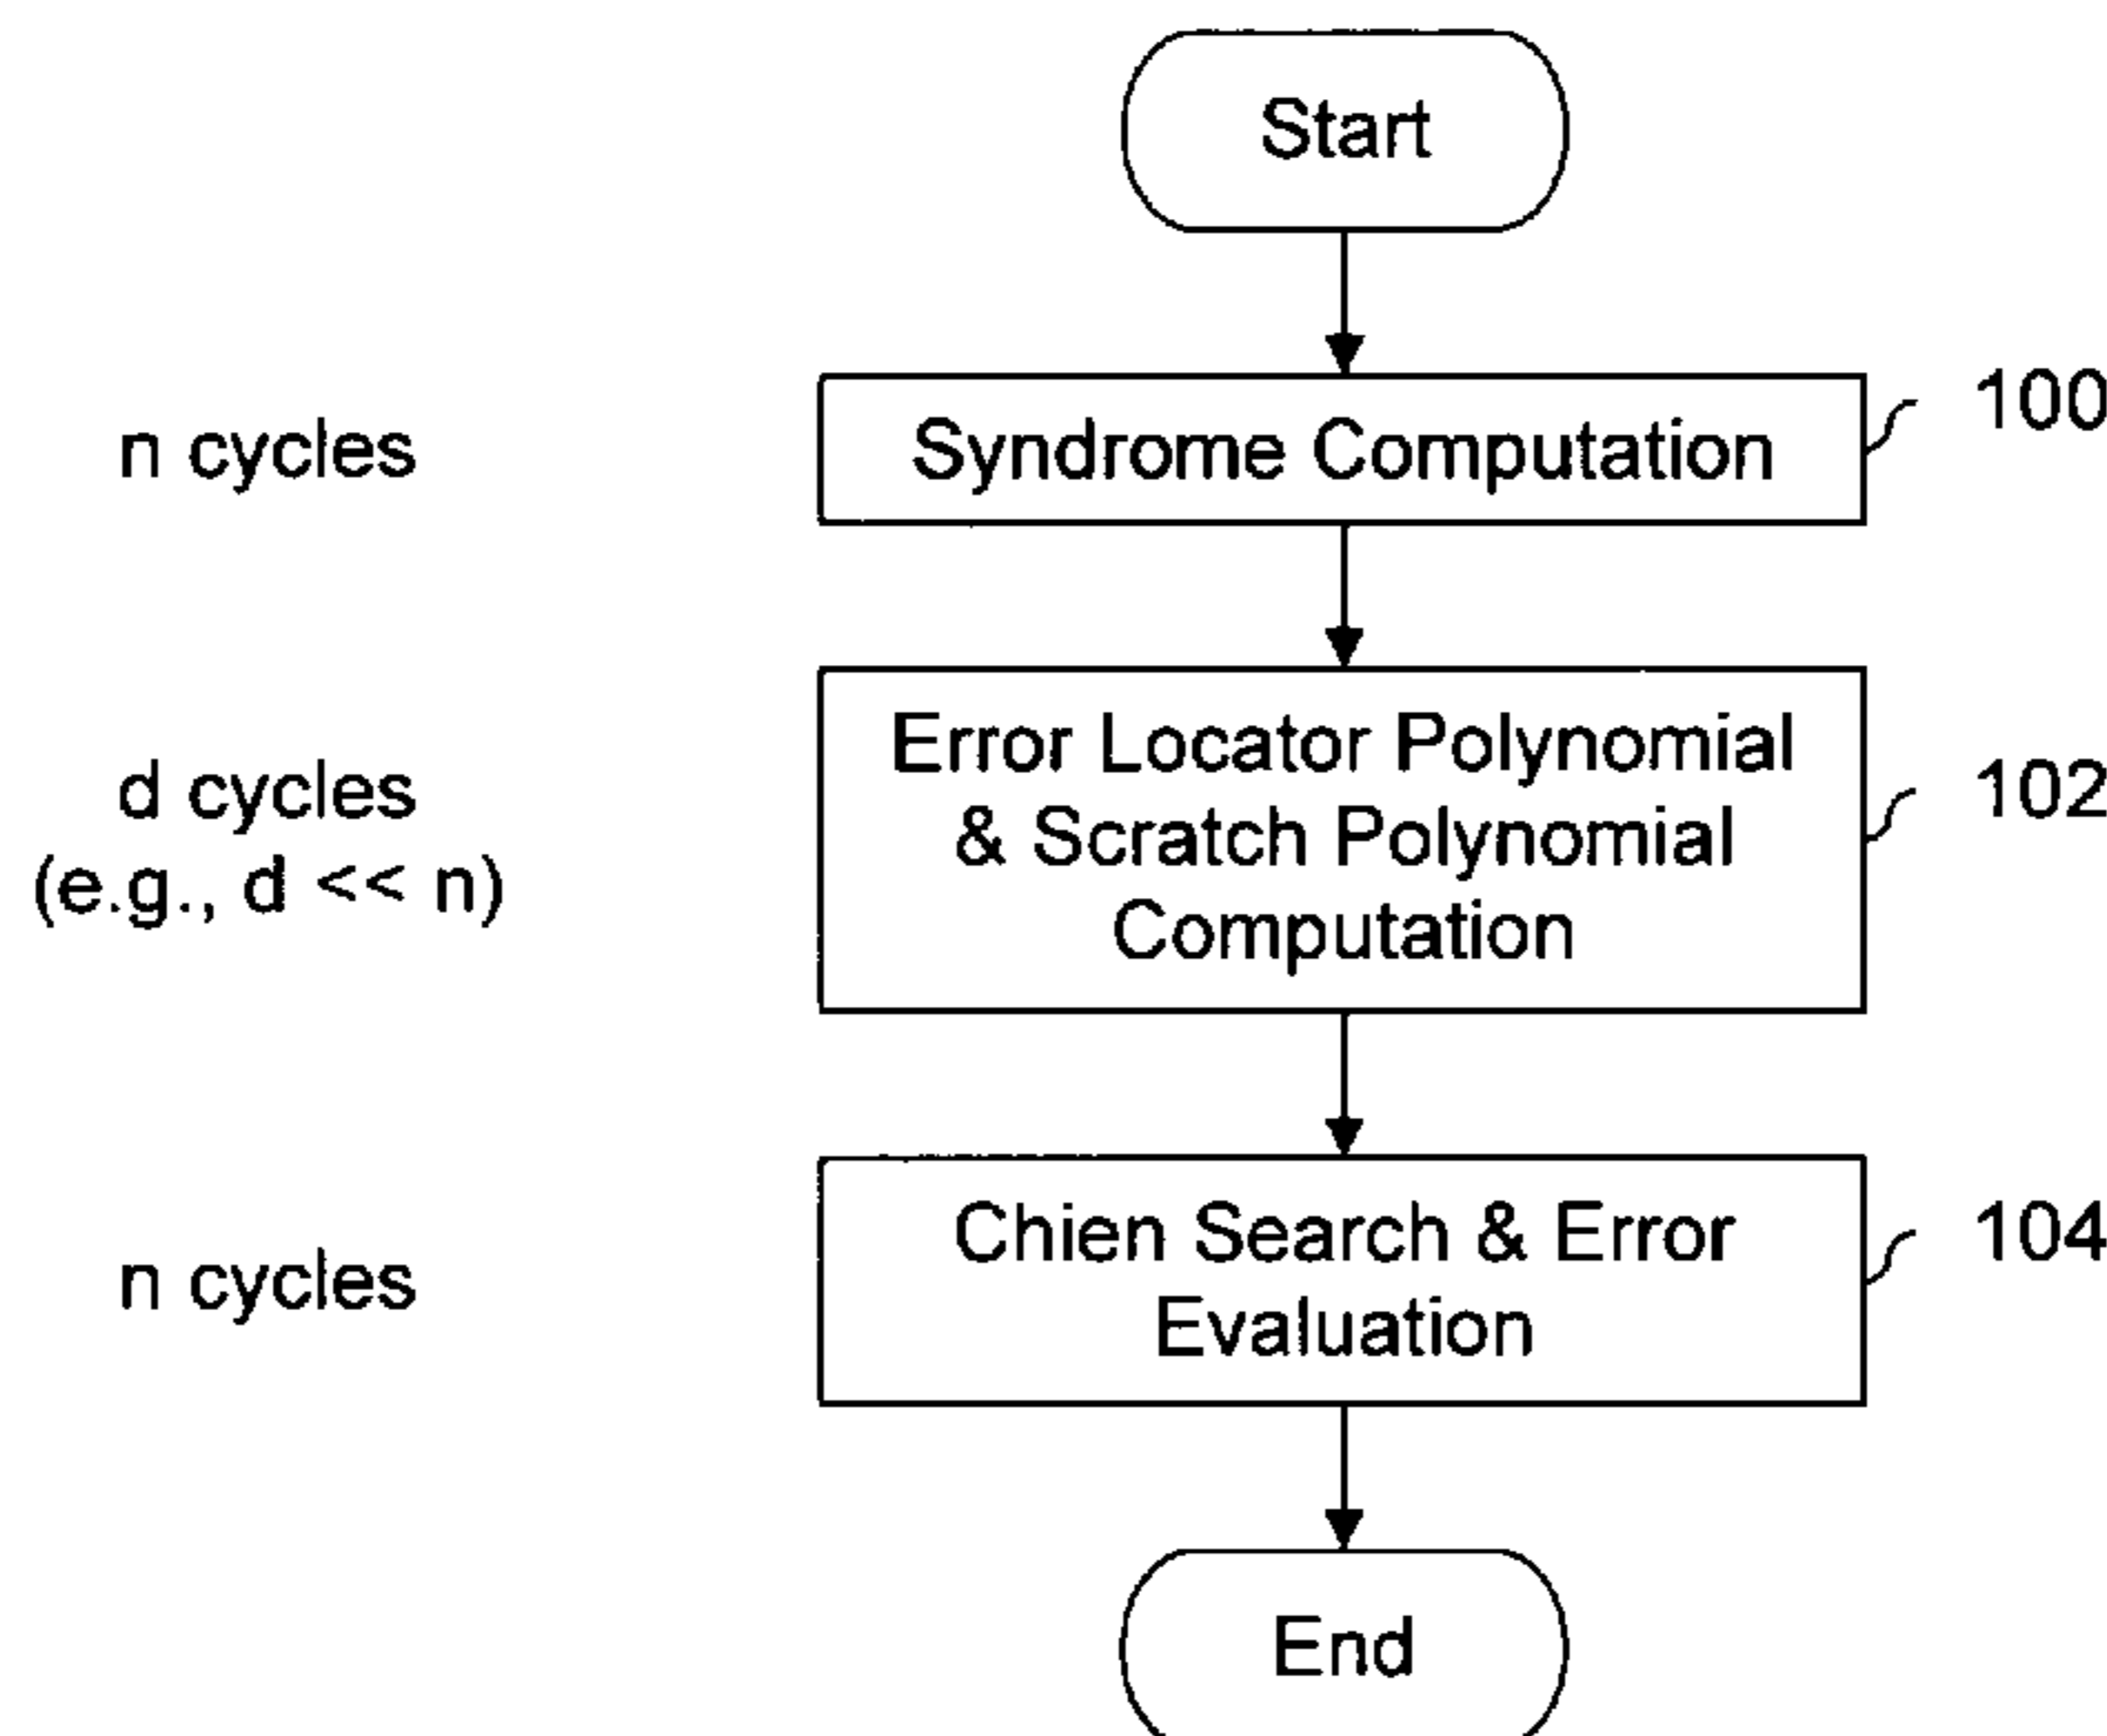 Start
n cycles
Syndrome Computation
100
d cycles
(e.g., d << n)
Error Locator Polynomial
& Scratch Polynomial
Computation
102
n cycles
Chien Search & Error
Evaluation
104
End